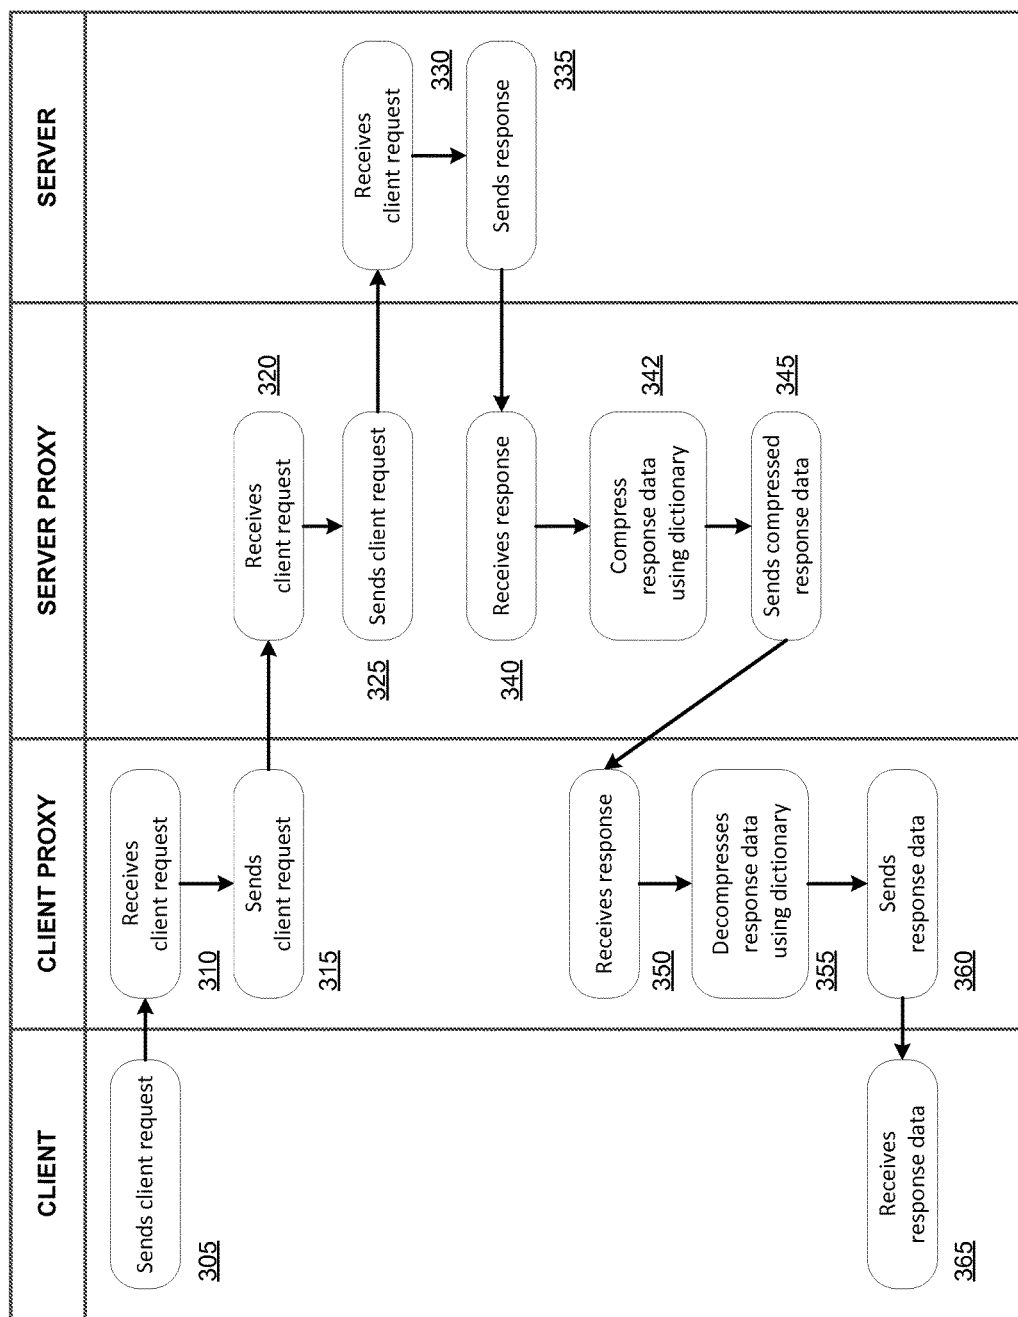 CLIENT
CLIENT PROXY
SERVER PROXY
SERVER
Sends client request
305
Receives
client request
310
Sends
client request
315
Receives
client request
320
Sends client request
325
Receives
client request
330
Sends response
335
Receives response
340
Compress
response data
using dictionary
342
Sends compressed
response data
345
Receives response
350
Decompresses
response data
using dictionary
355
Sends
response data
360
Receives
response data
365